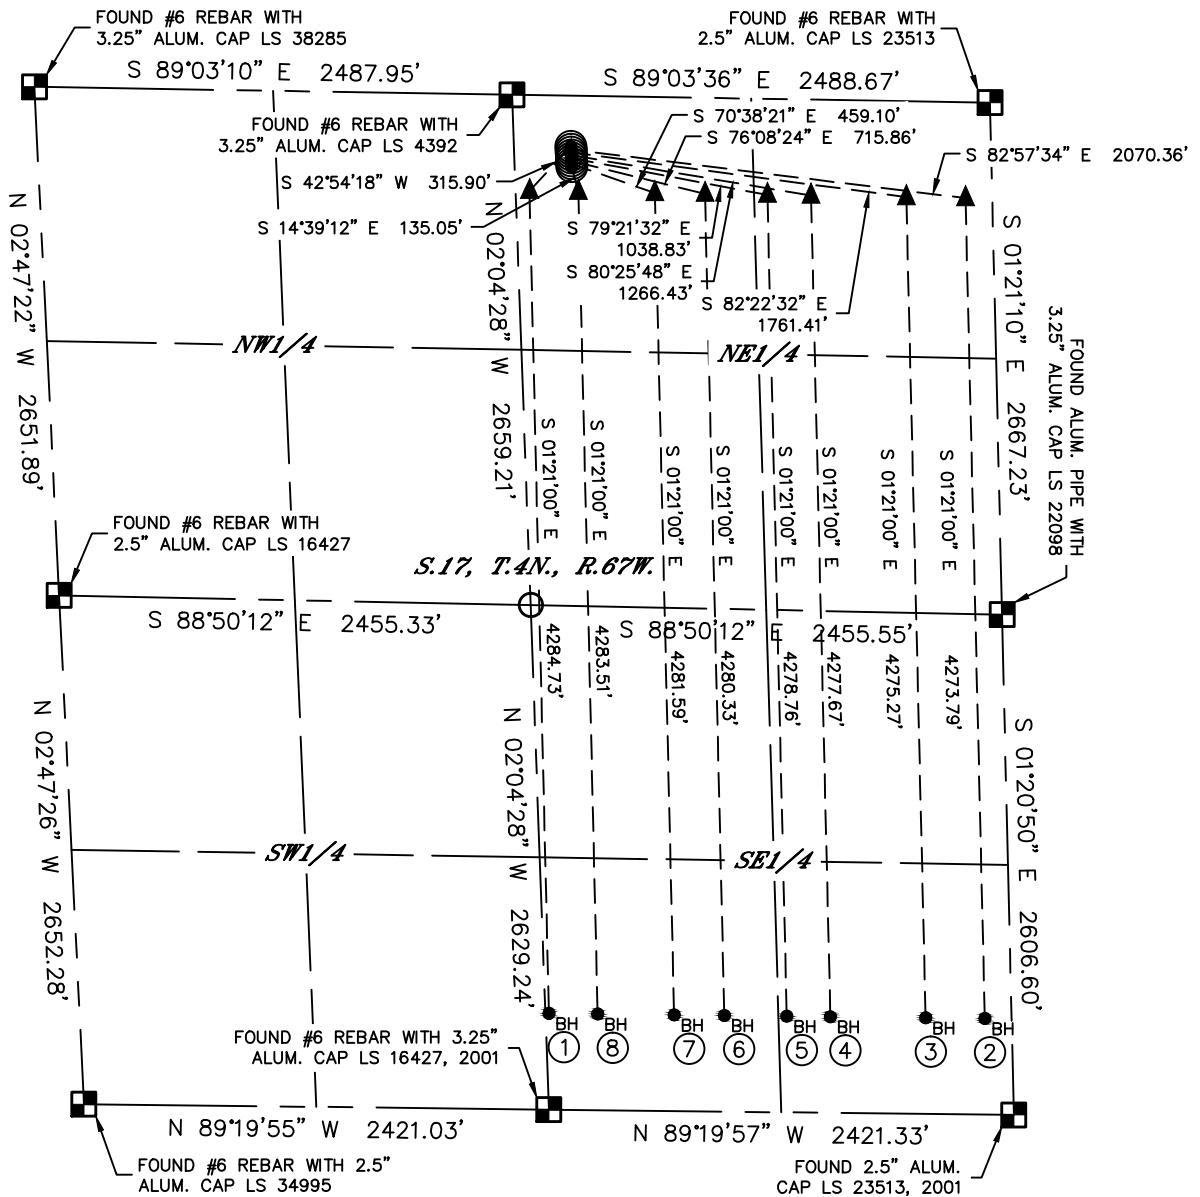 FOUND #6 REBAR WITH
3.25" ALUM. CAP LS 38285
FOUND #6 REBAR WITH
2.5" ALUM. CAP LS 23513
S 89°03'10" E 2487.95'
S 89°03'36" E 2488.67'
FOUND #6 REBAR WITH
3.25" ALUM. CAP LS 4392
S 70°38'21" E 459.10'
S 76°08'24" E 715.86'
S 82°57'34" E 2070.36'
S 42°54'18" W 315.90'
S 14°39'12" E 135.05'
S 79°21'32" E
1038.83'
S 80°25'48" E
1266.43'
S 82°22'32" E
1761.41'
N 02°47'22" W 2651.89'
N 02°04'28" W 2659.21'
S 01°21'10" E 2667.23'
FOUND ALUM. PIPE WITH
3.25" ALUM. CAP LS 22098
NW1/4
NE1/4
S 01°21'00" E
S 01°21'00" E
S 01°21'00" E
S 01°21'00" E
S 01°21'00" E
S 01°21'00" E
S 01°21'00" E
S 01°21'00" E
FOUND #6 REBAR WITH
2.5" ALUM. CAP LS 16427
S.17, T.4N., R.67W.
S 88°50'12" E 2455.33'
S 88°50'12" E 2455.55'
4284.73'
4283.51'
4281.59'
4280.33'
4278.76'
4277.67'
4275.27'
4273.79'
N 02°47'26" W 2652.28'
N 02°04'28" W 2629.24'
S 01°20'50" E 2606.60'
SW1/4
SE1/4
BH
1
BH
8
BH
7
BH
6
BH
5
BH
4
BH
3
BH
2
FOUND #6 REBAR WITH 3.25"
ALUM. CAP LS 16427, 2001
N 89°19'55" W 2421.03'
N 89°19'57" W 2421.33'
FOUND #6 REBAR WITH 2.5"
ALUM. CAP LS 34995
FOUND 2.5" ALUM.
CAP LS 23513, 2001